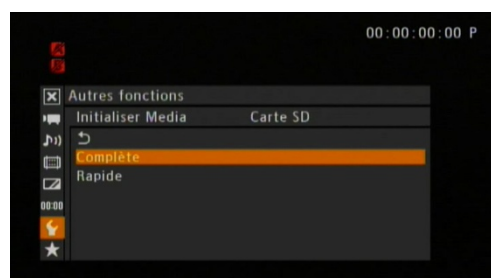 00:00:00:00 P
A
B
Autres fonctions
Initialiser Media Carte SD
Complète
Rapide
00:00